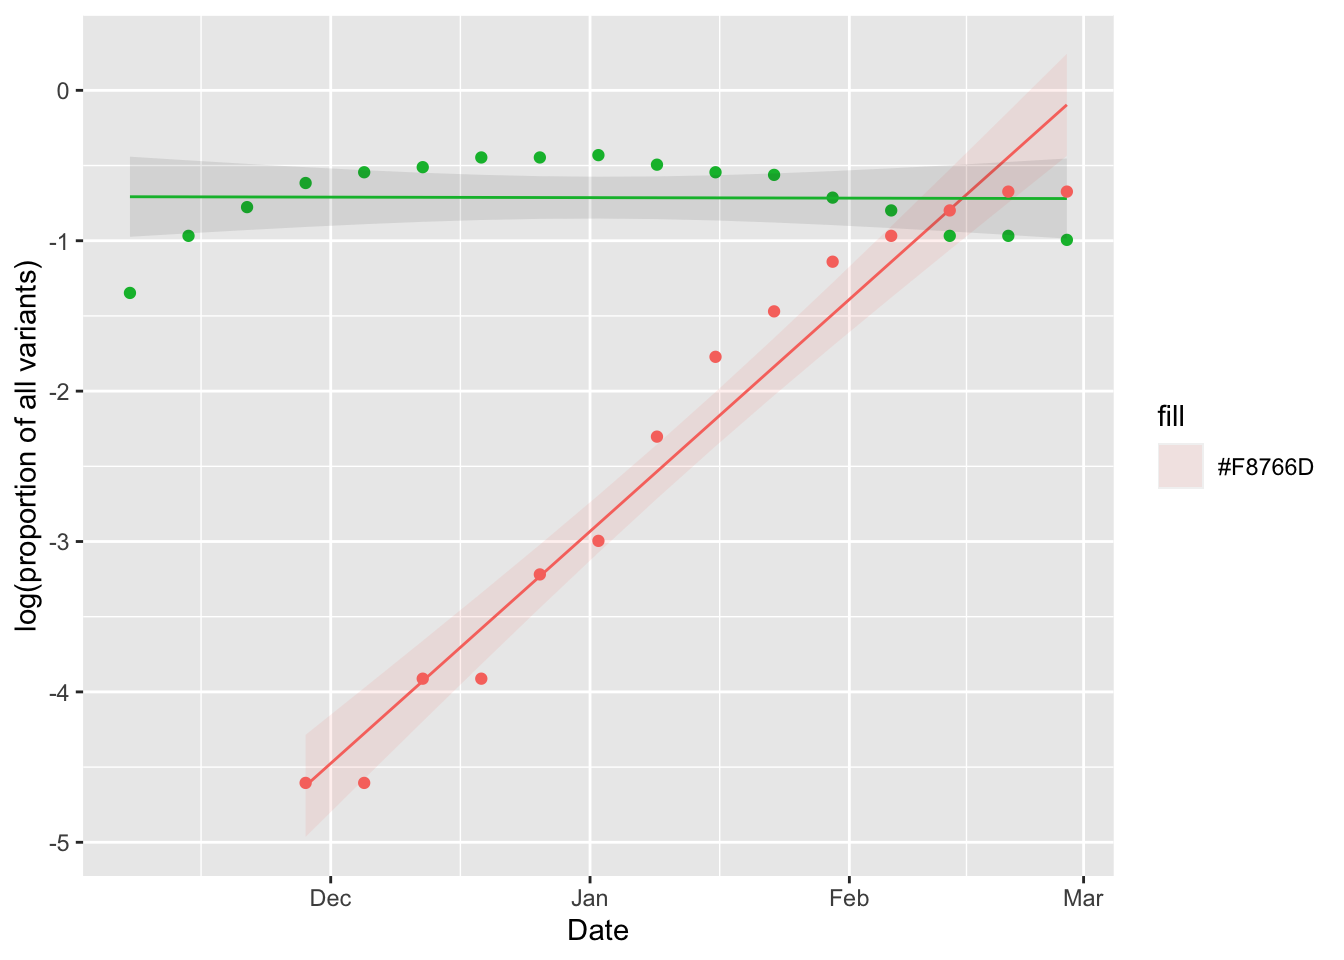 0
-1
-2
-3
-4
-5
log(proportion of all variants)
Dec
Jan
Feb
Mar
Date
fill
#F8766D